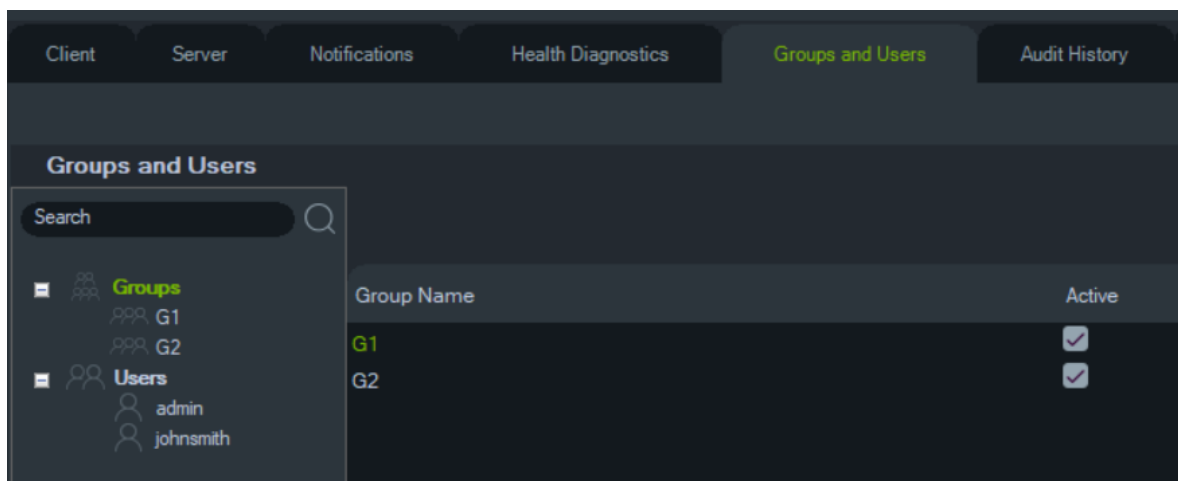 Client Server Notifications Health Diagnostics Groups and Users Audit History
Groups and Users
Search
Groups
G1
G2
Users
admin
johnsmith
Group Name Active
G1
G2